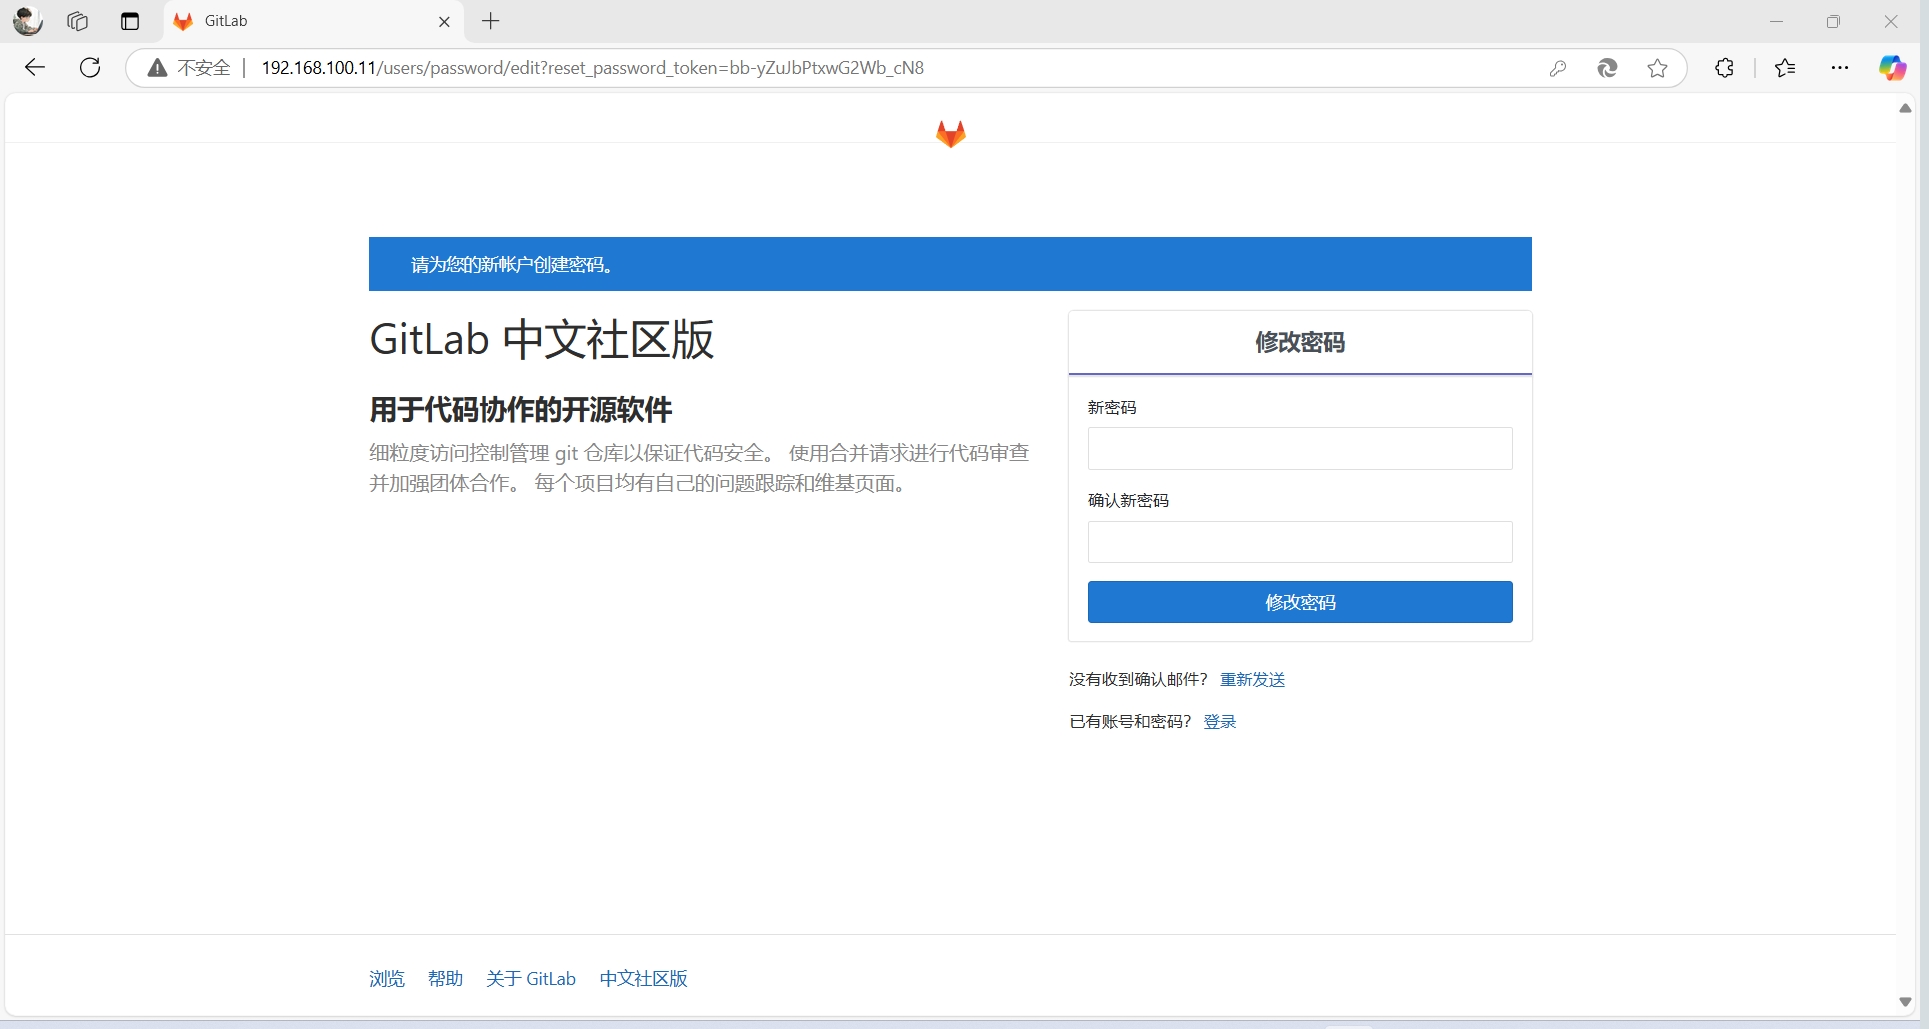 GitLab
不安全
192.168.100.11/users/password/edit?reset_password_token=bb-yZuJbPtxwG2Wb_cN8
请为您的新帐户创建密码。
GitLab 中文社区版
用于代码协作的开源软件
细粒度访问控制管理 git 仓库以保证代码安全。 使用合并请求进行代码审查
并加强团体合作。 每个项目均有自己的问题跟踪和维基页面。
修改密码
新密码
确认新密码
修改密码
没有收到确认邮件? 重新发送
已有账号和密码? 登录
浏览 帮助 关于 GitLab 中文社区版